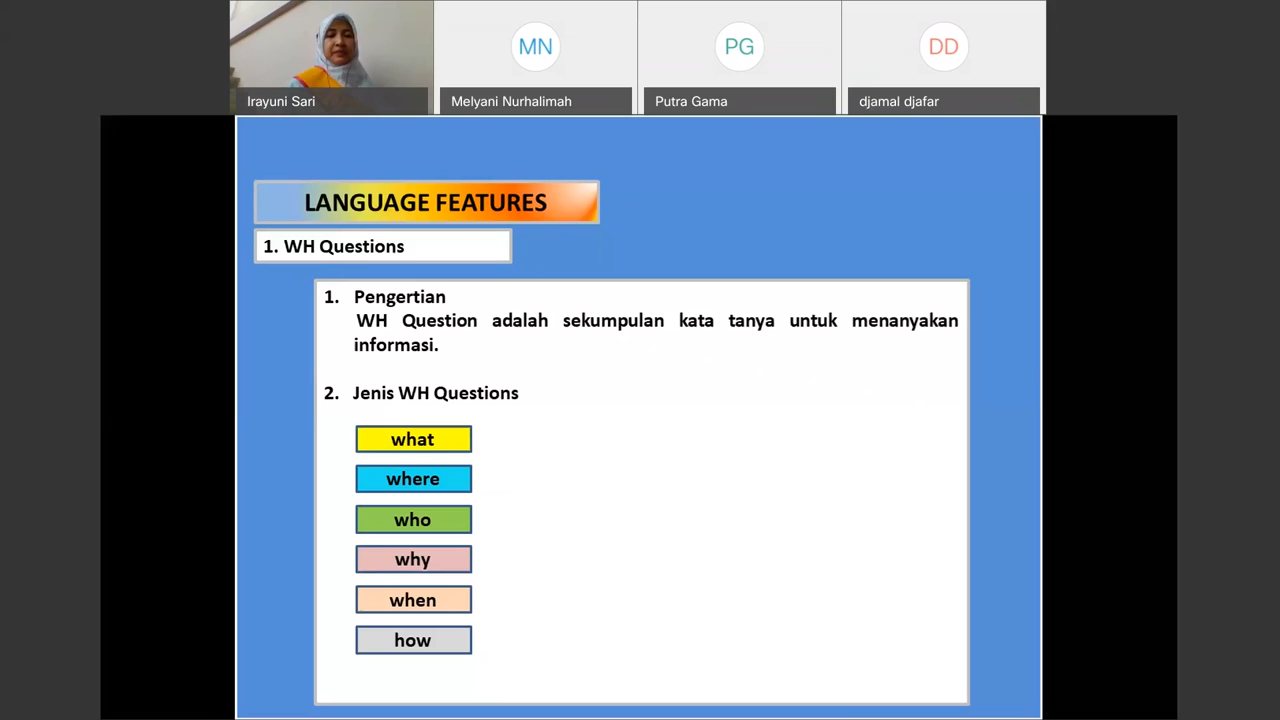 MN
PG
DD
Irayuni Sari
Melyani Nurhalimah
Putra Gama
djamal djafar
LANGUAGE FEATURES
1. WH Questions
1. Pengertian
WH Question adalah sekumpulan kata tanya untuk menanyakan
informasi.
2. Jenis WH Questions
what
where
who
why
when
how